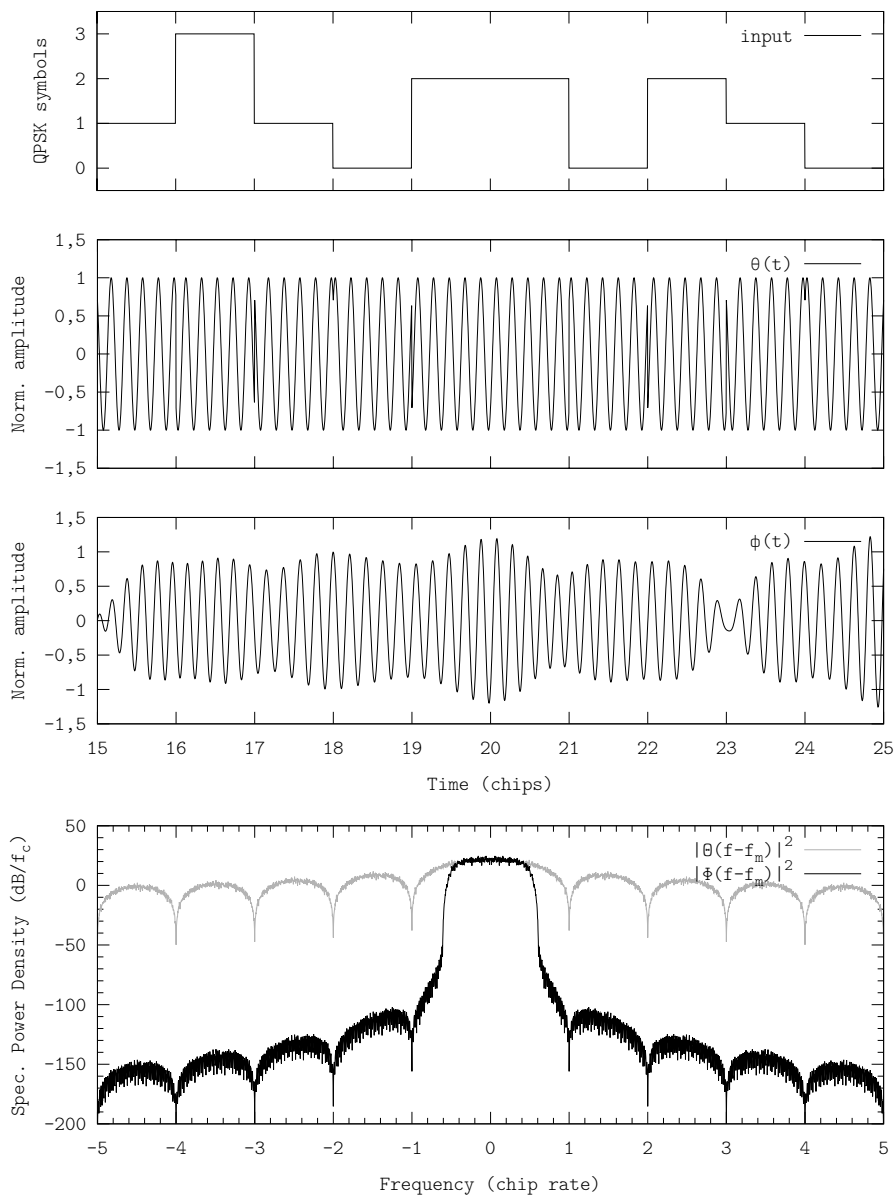 3
2
1
0
QPSK symbols
input
1,5
1
0,5
0
-0,5
-1
-1,5
Norm. amplitude
θ(t)
1,5
1
0,5
0
-0,5
-1
-1,5
Norm. amplitude
ϕ(t)
15 16 17 18 19 20 21 22 23 24 25
Time (chips)
50
0
-50
-100
-150
-200
Spec. Power Density (dB/f_c)
|Θ(f-f_m)|^2
|Φ(f-f_m)|^2
-5 -4 -3 -2 -1 0 1 2 3 4 5
Frequency (chip rate)